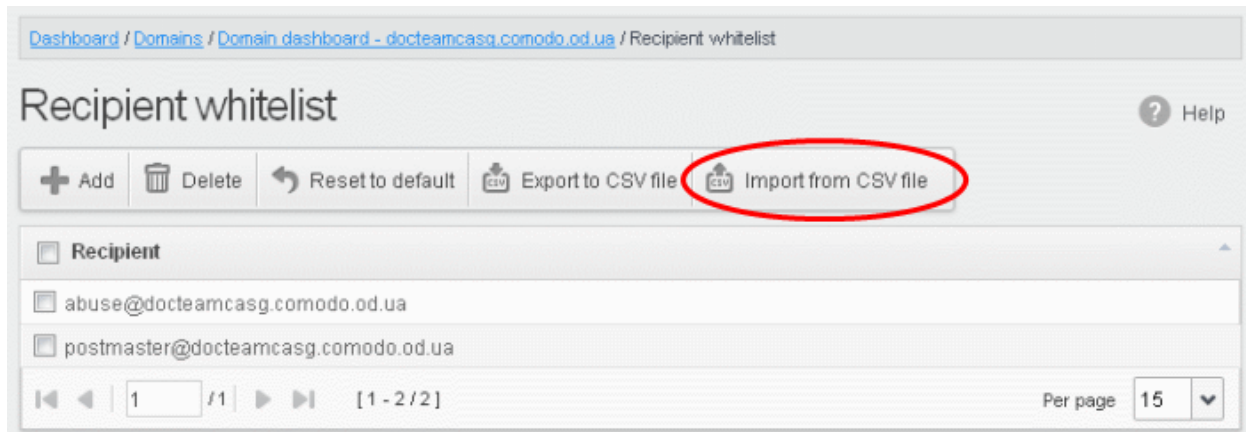 Dashboard / Domains / Domain dashboard - docteamcasg.comodo.od.ua / Recipient whitelist
Recipient whitelist
? Help
Add Delete Reset to default CSV Export to CSV file CSV Import from CSV file
Recipient
abuse@docteamcasg.comodo.od.ua
postmaster@docteamcasg.comodo.od.ua
1 /1 [1 - 2 / 2] Per page 15